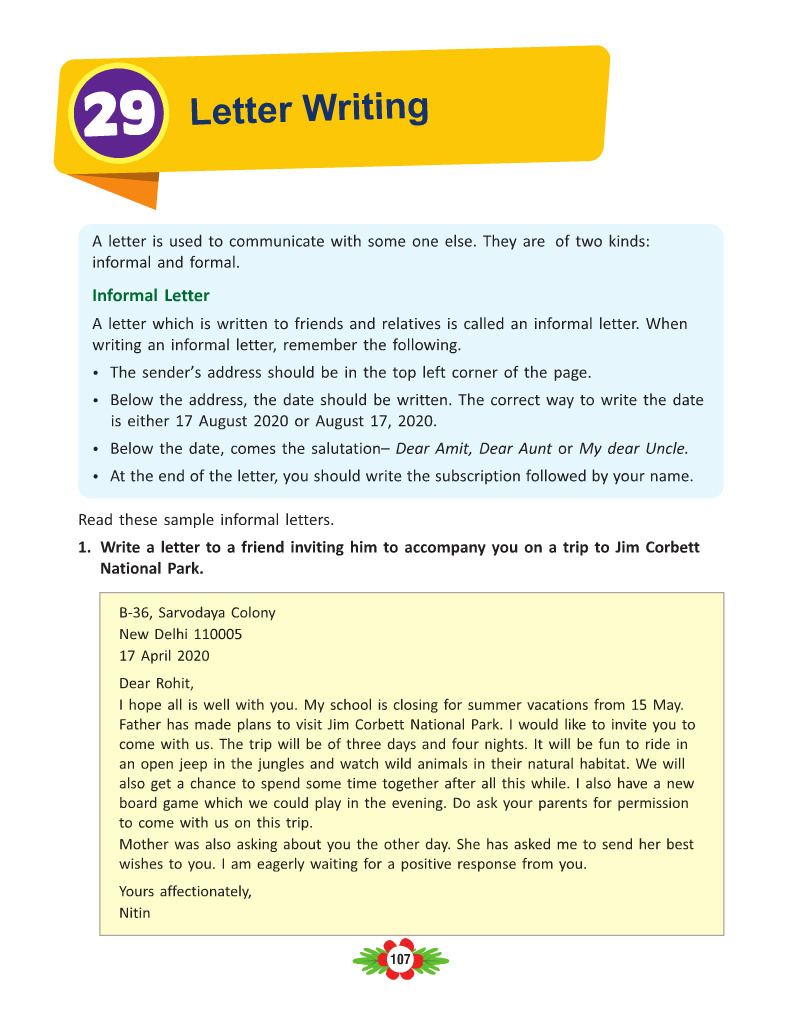 29 Letter Writing
A letter is used to communicate with some one else. They are of two kinds:
informal and formal.
Informal Letter
A letter which is written to friends and relatives is called an informal letter. When
writing an informal letter, remember the following.
• The sender’s address should be in the top left corner of the page.
• Below the address, the date should be written. The correct way to write the date
is either 17 August 2020 or August 17, 2020.
• Below the date, comes the salutation– Dear Amit, Dear Aunt or My dear Uncle.
• At the end of the letter, you should write the subscription followed by your name.
Read these sample informal letters.
1. Write a letter to a friend inviting him to accompany you on a trip to Jim Corbett
National Park.
B-36, Sarvodaya Colony
New Delhi 110005
17 April 2020
Dear Rohit,
I hope all is well with you. My school is closing for summer vacations from 15 May.
Father has made plans to visit Jim Corbett National Park. I would like to invite you to
come with us. The trip will be of three days and four nights. It will be fun to ride in
an open jeep in the jungles and watch wild animals in their natural habitat. We will
also get a chance to spend some time together after all this while. I also have a new
board game which we could play in the evening. Do ask your parents for permission
to come with us on this trip.
Mother was also asking about you the other day. She has asked me to send her best
wishes to you. I am eagerly waiting for a positive response from you.
Yours affectionately,
Nitin
107